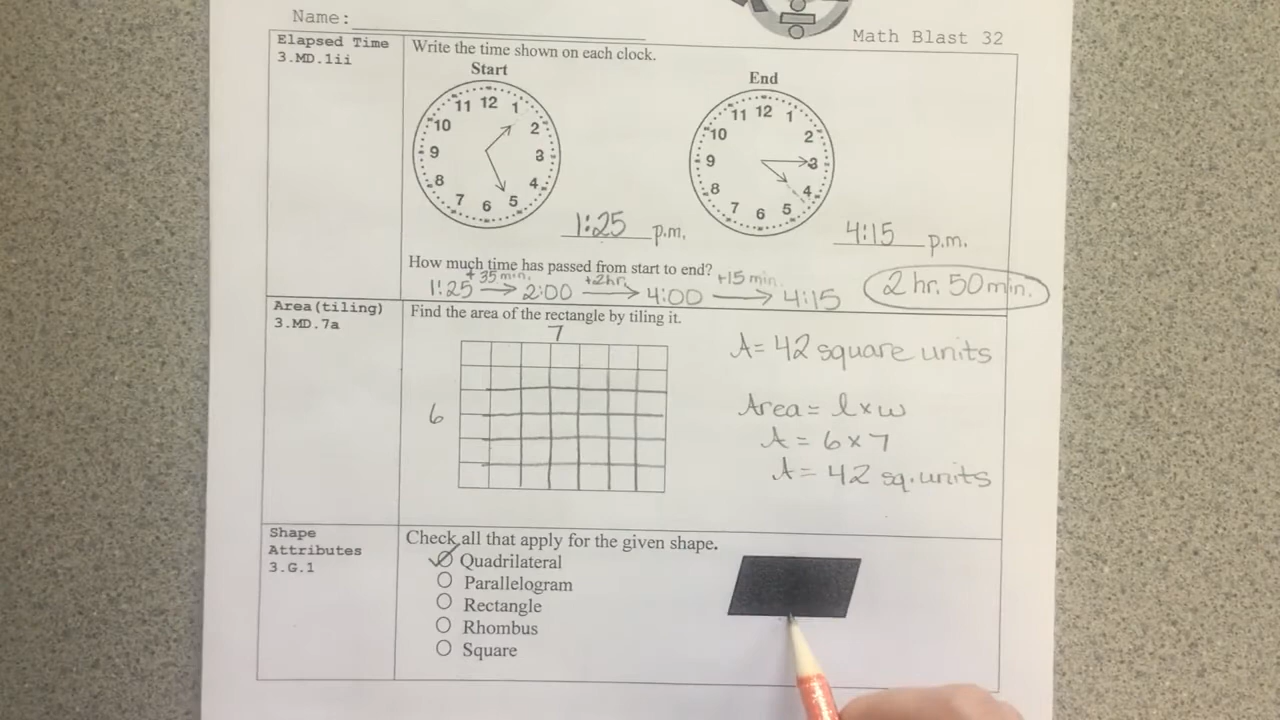 Name:
Math Blast 32
Elapsed Time
3.MD.1ii
Write the time shown on each clock.
Start
End
11 12 1
10 2
9 3
8 4
7 6 5
11 12 1
10 2
9 3
8 4
7 6 5
1:25 p.m.
4:15 p.m.
How much time has passed from start to end?
+35 min. +2hr. +15 min.
1:25 → 2:00 → 4:00 → 4:15
2 hr. 50 min.
Area(tiling)
3.MD.7a
Find the area of the rectangle by tiling it.
7
6
A= 42 square units
Area = l x w
A = 6 x 7
A = 42 sq. units
Shape
Attributes
3.G.1
Check all that apply for the given shape.
Quadrilateral
Parallelogram
Rectangle
Rhombus
Square